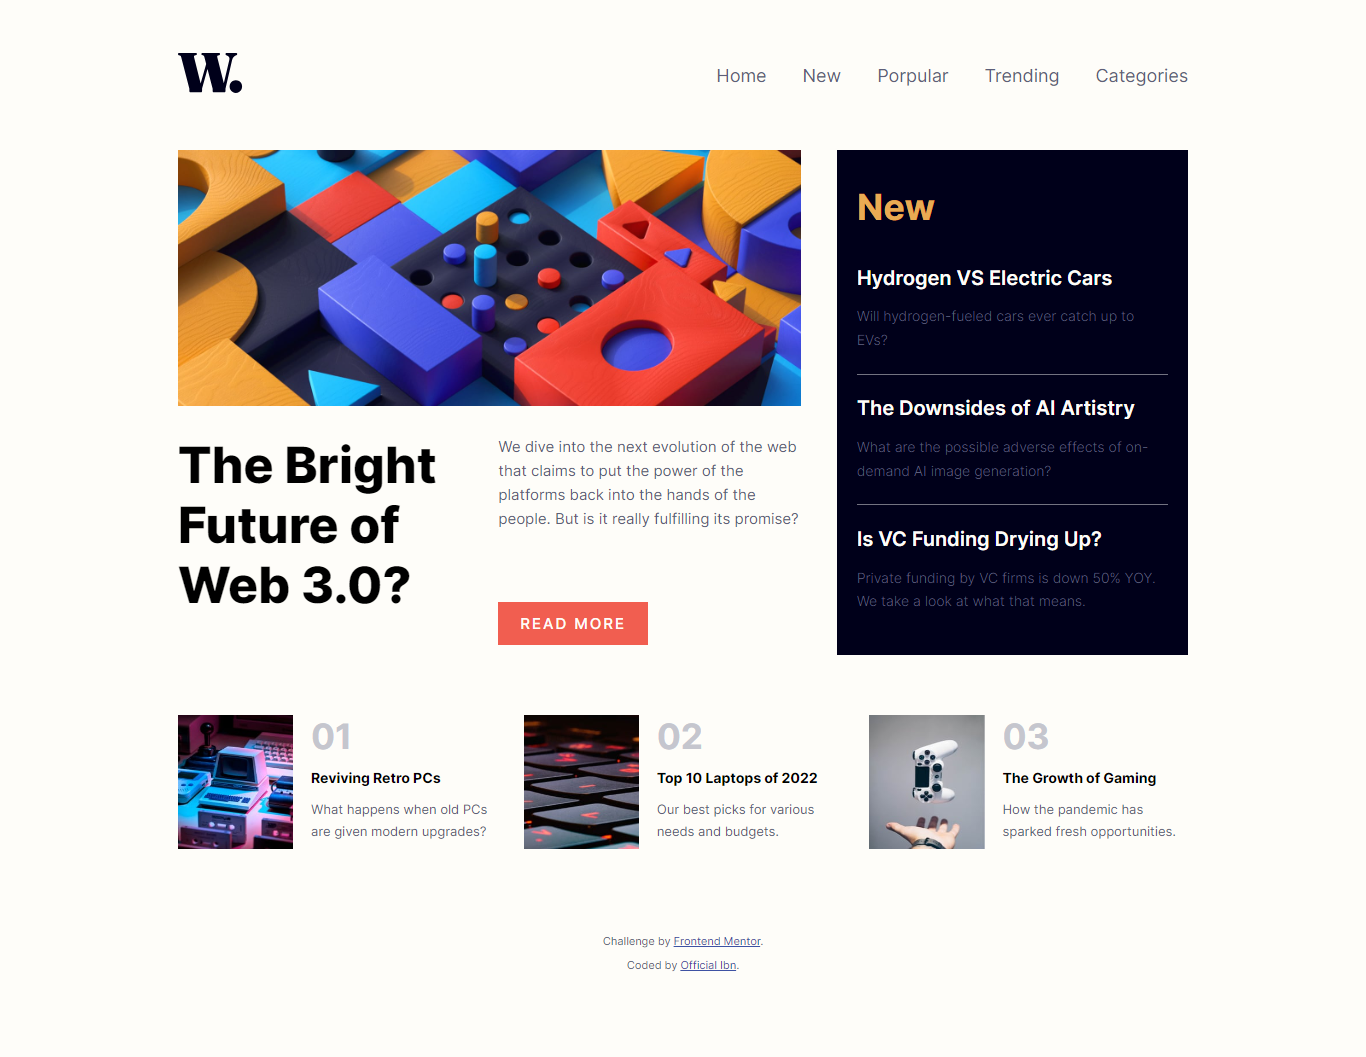 W.
Home New Porpular Trending Categories
New
Hydrogen VS Electric Cars
Will hydrogen-fueled cars ever catch up to
EVs?
The Downsides of AI Artistry
What are the possible adverse effects of on-
demand AI image generation?
Is VC Funding Drying Up?
Private funding by VC firms is down 50% YOY.
We take a look at what that means.
The Bright
Future of
Web 3.0?
We dive into the next evolution of the web
that claims to put the power of the
platforms back into the hands of the
people. But is it really fulfilling its promise?
READ MORE
01
Reviving Retro PCs
What happens when old PCs
are given modern upgrades?
02
Top 10 Laptops of 2022
Our best picks for various
needs and budgets.
03
The Growth of Gaming
How the pandemic has
sparked fresh opportunities.
Challenge by Frontend Mentor.
Coded by Official Ibn.